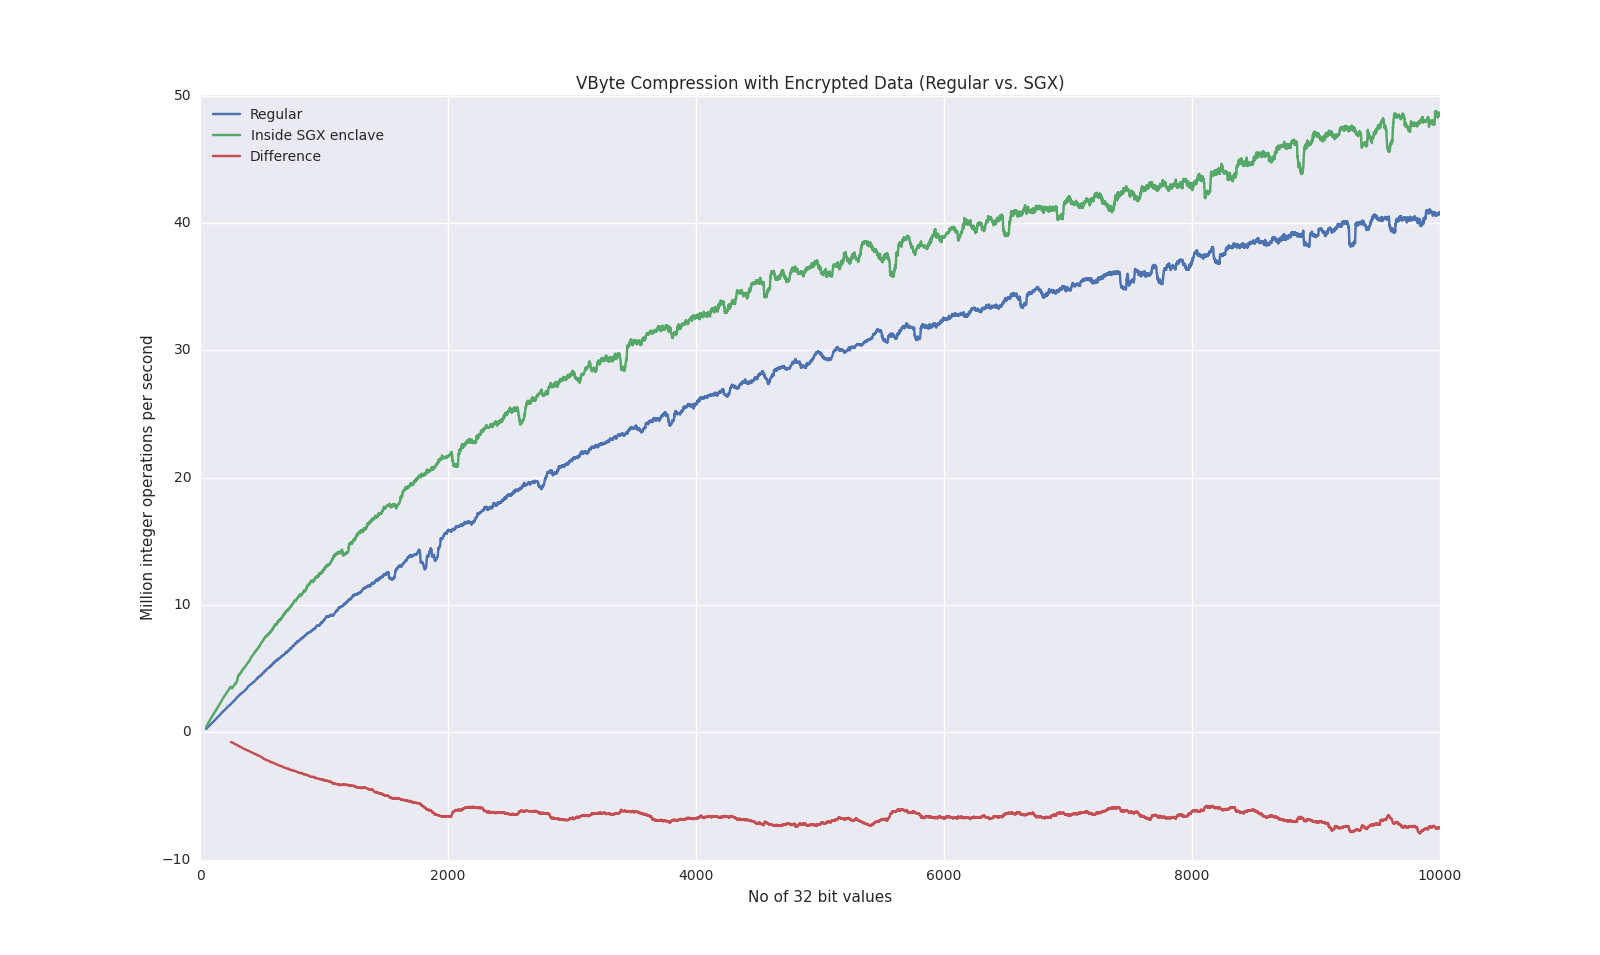 VByte Compression with Encrypted Data (Regular vs. SGX)
Regular
Inside SGX enclave
Difference
Million integer operations per second
50
40
30
20
10
0
−10
0 2000 4000 6000 8000 10000
No of 32 bit values